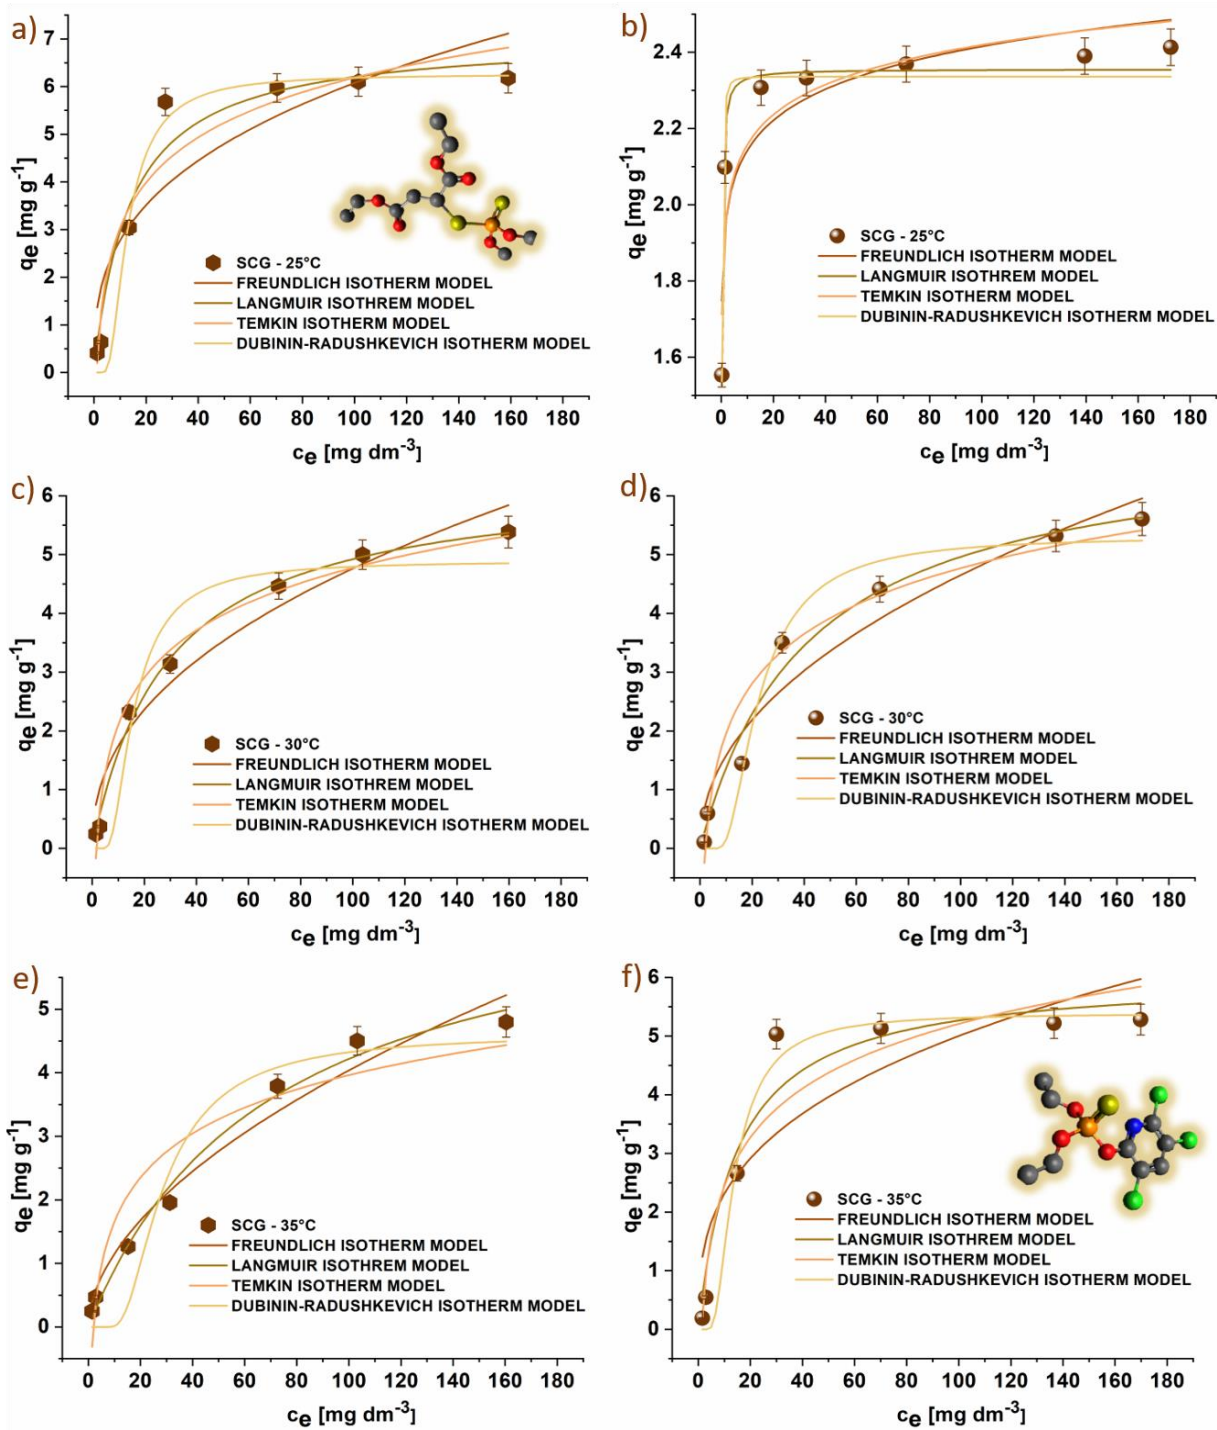 a)
7
6
5
4
3
2
1
0
qe [mg g-1]
SCG - 25°C
FREUNDLICH ISOTHERM MODEL
LANGMUIR ISOTHREM MODEL
TEMKIN ISOTHERM MODEL
DUBININ-RADUSHKEVICH ISOTHERM MODEL
0 20 40 60 80 100 120 140 160 180
ce [mg dm-3]
b)
2.4
2.2
2.0
1.8
1.6
qe [mg g-1]
SCG - 25°C
FREUNDLICH ISOTHERM MODEL
LANGMUIR ISOTHREM MODEL
TEMKIN ISOTHERM MODEL
DUBININ-RADUSHKEVICH ISOTHERM MODEL
0 20 40 60 80 100 120 140 160 180
ce [mg dm-3]
c)
6
5
4
3
2
1
0
qe [mg g-1]
SCG - 30°C
FREUNDLICH ISOTHERM MODEL
LANGMUIR ISOTHREM MODEL
TEMKIN ISOTHERM MODEL
DUBININ-RADUSHKEVICH ISOTHERM MODEL
0 20 40 60 80 100 120 140 160 180
ce [mg dm-3]
d)
6
5
4
3
2
1
0
qe [mg g-1]
SCG - 30°C
FREUNDLICH ISOTHERM MODEL
LANGMUIR ISOTHREM MODEL
TEMKIN ISOTHERM MODEL
DUBININ-RADUSHKEVICH ISOTHERM MODEL
0 20 40 60 80 100 120 140 160 180
ce [mg dm-3]
e)
5
4
3
2
1
0
qe [mg g-1]
SCG - 35°C
FREUNDLICH ISOTHERM MODEL
LANGMUIR ISOTHREM MODEL
TEMKIN ISOTHERM MODEL
DUBININ-RADUSHKEVICH ISOTHERM MODEL
0 20 40 60 80 100 120 140 160 180
ce [mg dm-3]
f)
6
5
4
3
2
1
0
qe [mg g-1]
SCG - 35°C
FREUNDLICH ISOTHERM MODEL
LANGMUIR ISOTHREM MODEL
TEMKIN ISOTHERM MODEL
DUBININ-RADUSHKEVICH ISOTHERM MODEL
0 20 40 60 80 100 120 140 160 180
ce [mg dm-3]